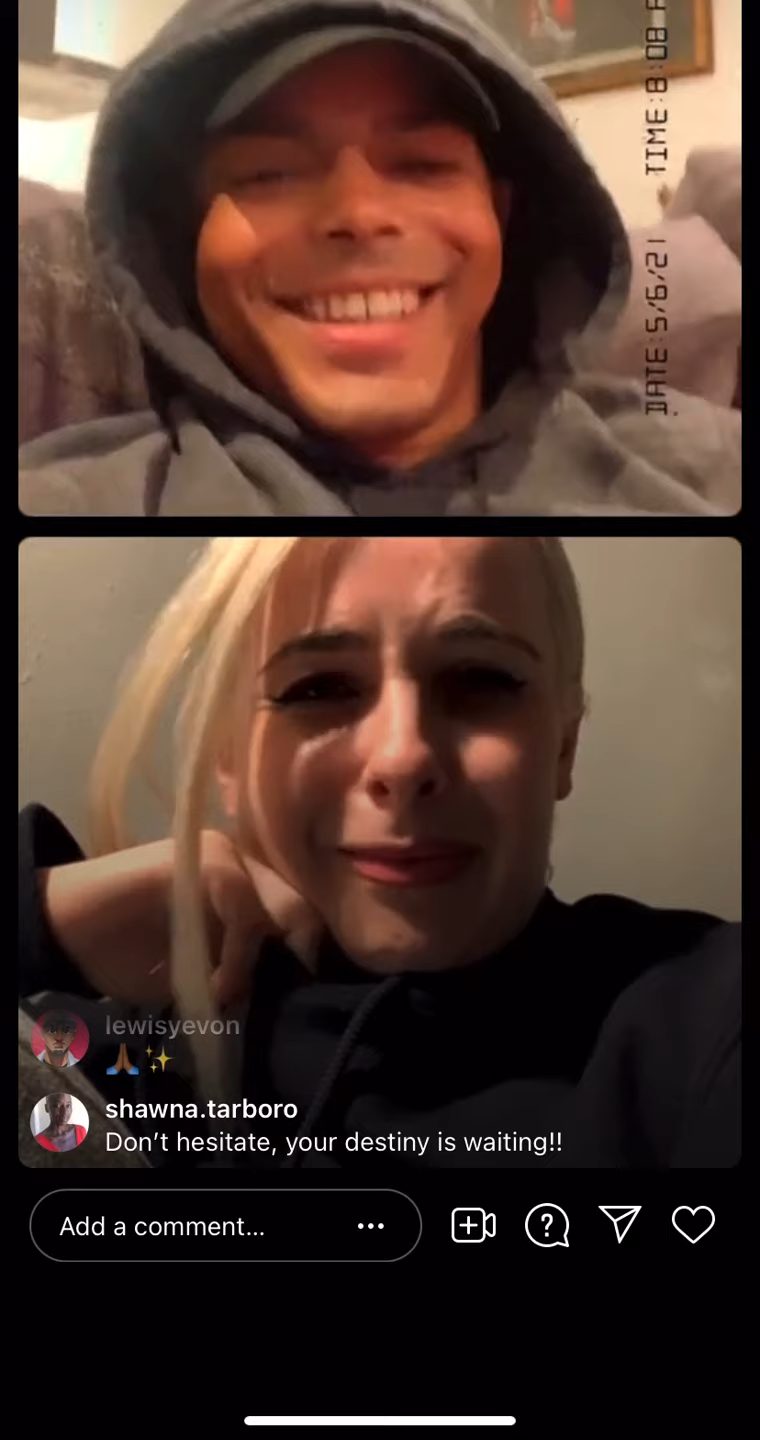 DATE:5/6/21 TIME:8:08
lewisyevon
🙏🏾✨
shawna.tarboro
Don’t hesitate, your destiny is waiting!!
Add a comment...